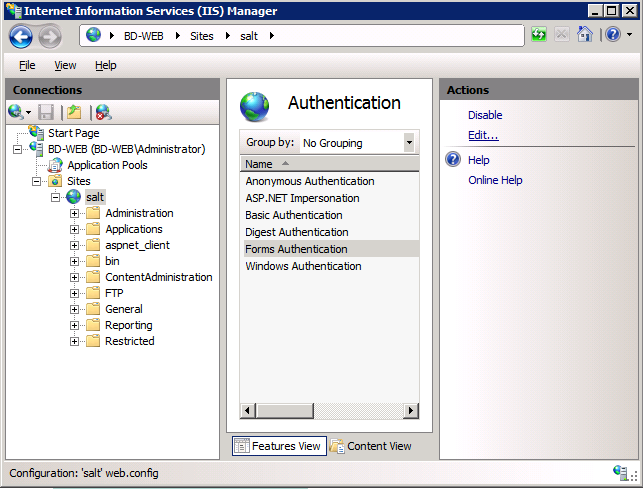 Internet Information Services (IIS) Manager
BD-WEB Sites salt
File View Help
Connections
Start Page
BD-WEB (BD-WEB\Administrator)
Application Pools
Sites
salt
Administration
Applications
aspnet_client
bin
ContentAdministration
FTP
General
Reporting
Restricted
Authentication
Group by: No Grouping
Name
Anonymous Authentication
ASP.NET Impersonation
Basic Authentication
Digest Authentication
Forms Authentication
Windows Authentication
Features View Content View
Actions
Disable
Edit...
Help
Online Help
Configuration: 'salt' web.config